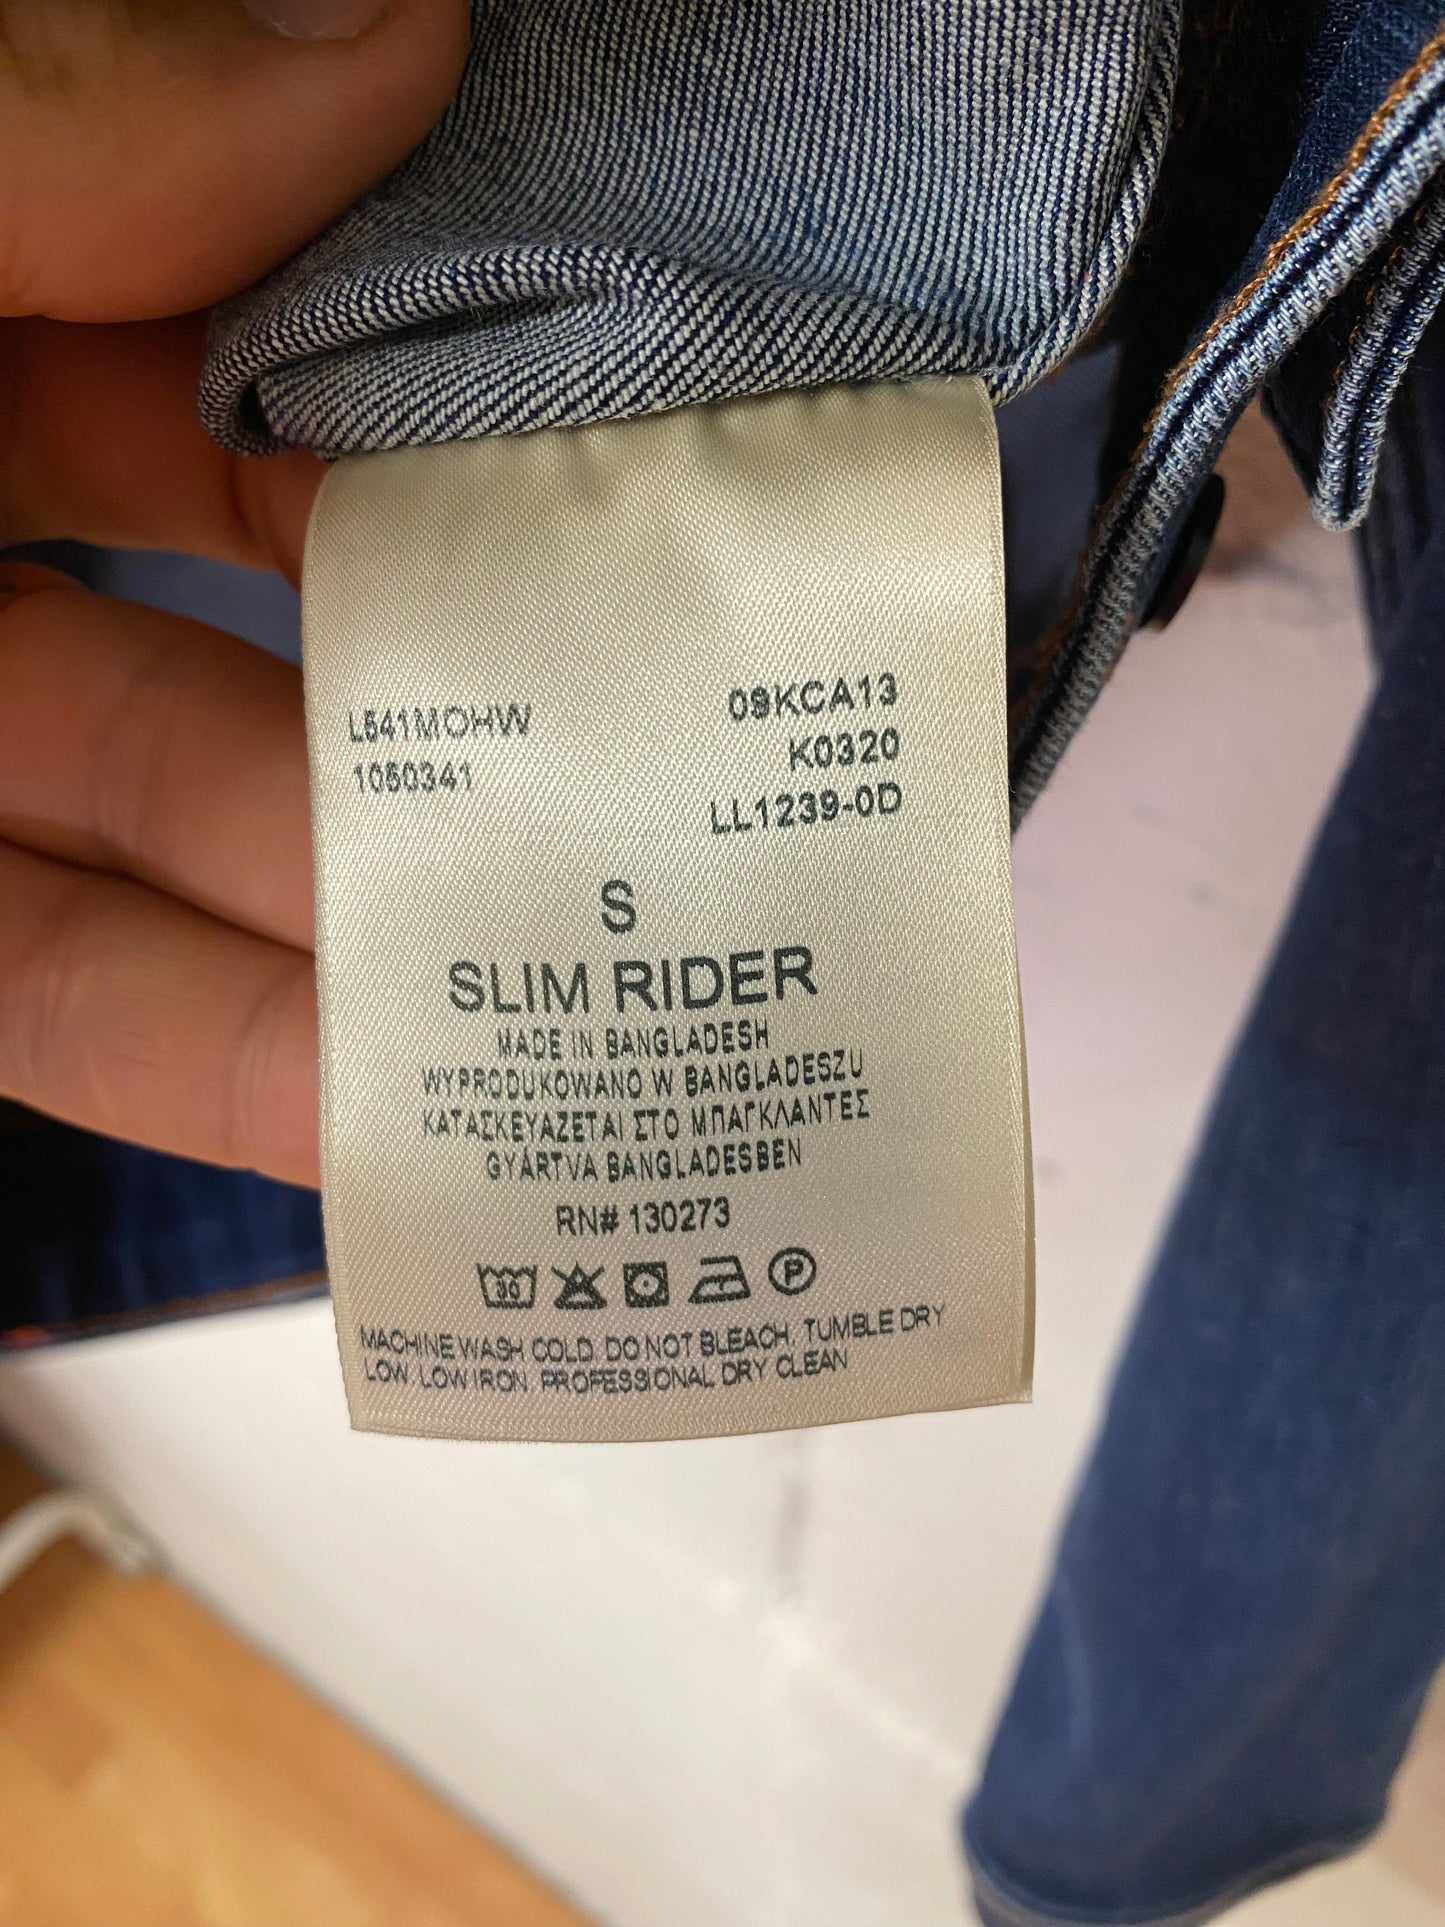 L541MOHW
1050341
09KCA13
K0320
LL1239-0D
S
SLIM RIDER
MADE IN BANGLADESH
WYPRODUKOWANO W BANGLADESZU
ΚΑΤΑΣΚΕΥΑΖΕΤΑΙ ΣΤΟ ΜΠΑΓΚΛΑΝΤΕΣ
GYÁRTVA BANGLADESBEN
RN# 130273
30 P
MACHINE WASH COLD. DO NOT BLEACH. TUMBLE DRY
LOW. LOW IRON. PROFESSIONAL DRY CLEAN